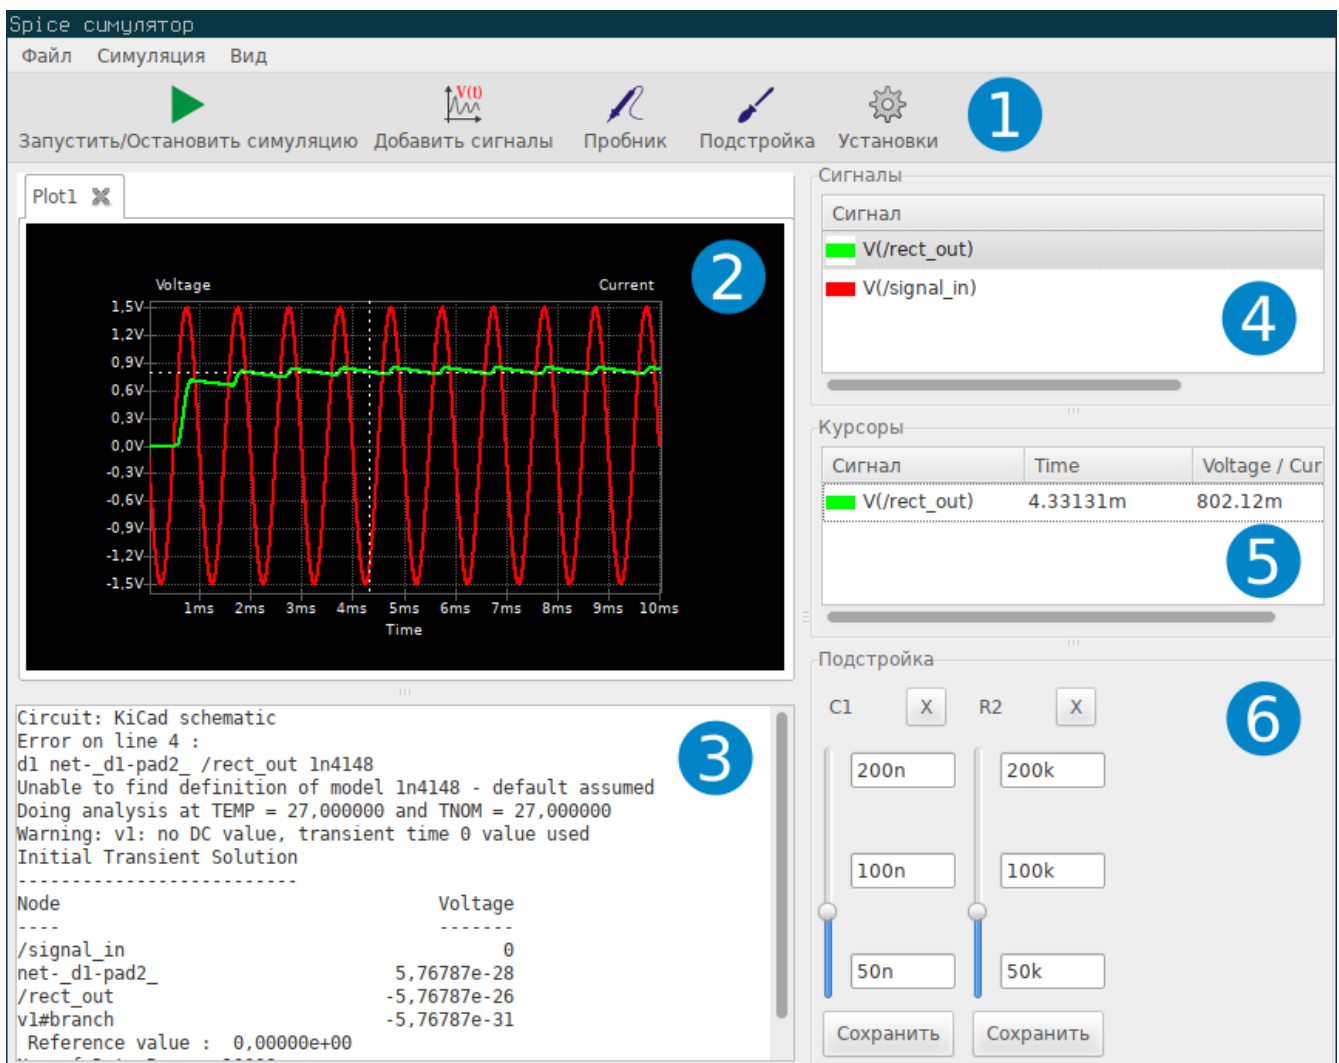 Spice симулятор
Файл Симуляция Вид
V(t)
Запустить/Остановить симуляцию Добавить сигналы Пробник Подстройка Установки
1
Plot1
Voltage Current
1,5V
1,2V
0,9V
0,6V
0,3V
0,0V
-0,3V
-0,6V
-0,9V
-1,2V
-1,5V
1ms 2ms 3ms 4ms 5ms 6ms 7ms 8ms 9ms 10ms
Time
2
Сигналы
Сигнал
V(/rect_out)
V(/signal_in)
4
Курсоры
Сигнал Time Voltage / Cur
V(/rect_out) 4.33131m 802.12m
5
Circuit: KiCad schematic
Error on line 4 :
d1 net-_d1-pad2_ /rect_out 1n4148
Unable to find definition of model 1n4148 - default assumed
Doing analysis at TEMP = 27,000000 and TNOM = 27,000000
Warning: v1: no DC value, transient time 0 value used
Initial Transient Solution
--------------------------
Node Voltage
---- -------
/signal_in 0
net-_d1-pad2_ 5,76787e-28
/rect_out -5,76787e-26
v1#branch -5,76787e-31
Reference value : 0,00000e+00
3
Подстройка
C1 X R2 X
200n 200k
100n 100k
50n 50k
Сохранить Сохранить
6